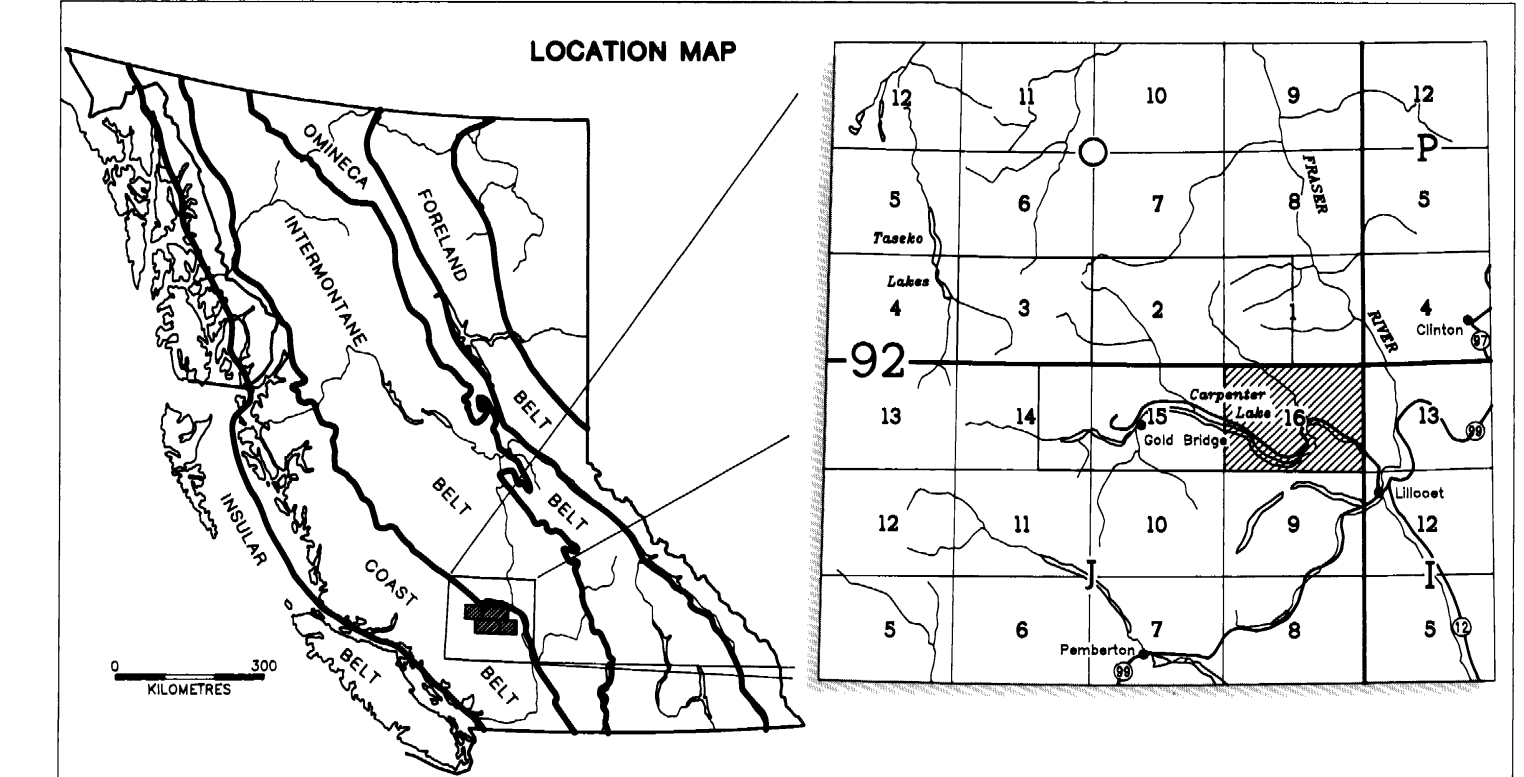 LOCATION MAP
OMINECA
FORELAND
INTERMONTANE
BELT
BELT
BELT
INSULAR
COAST
BELT
BELT
0 300
KILOMETRES
12 11 10 9 12
O P
FRASER
5 6 7 8 5
Taseko
Lakes
4 3 2 1 4
RIVER
Clinton
97
92
13 14 15 16 13
Carpenter
Lake
99
Gold Bridge
Lillooet
12 11 10 9 12
J I
5 6 7 8 5
12
Pemberton
99